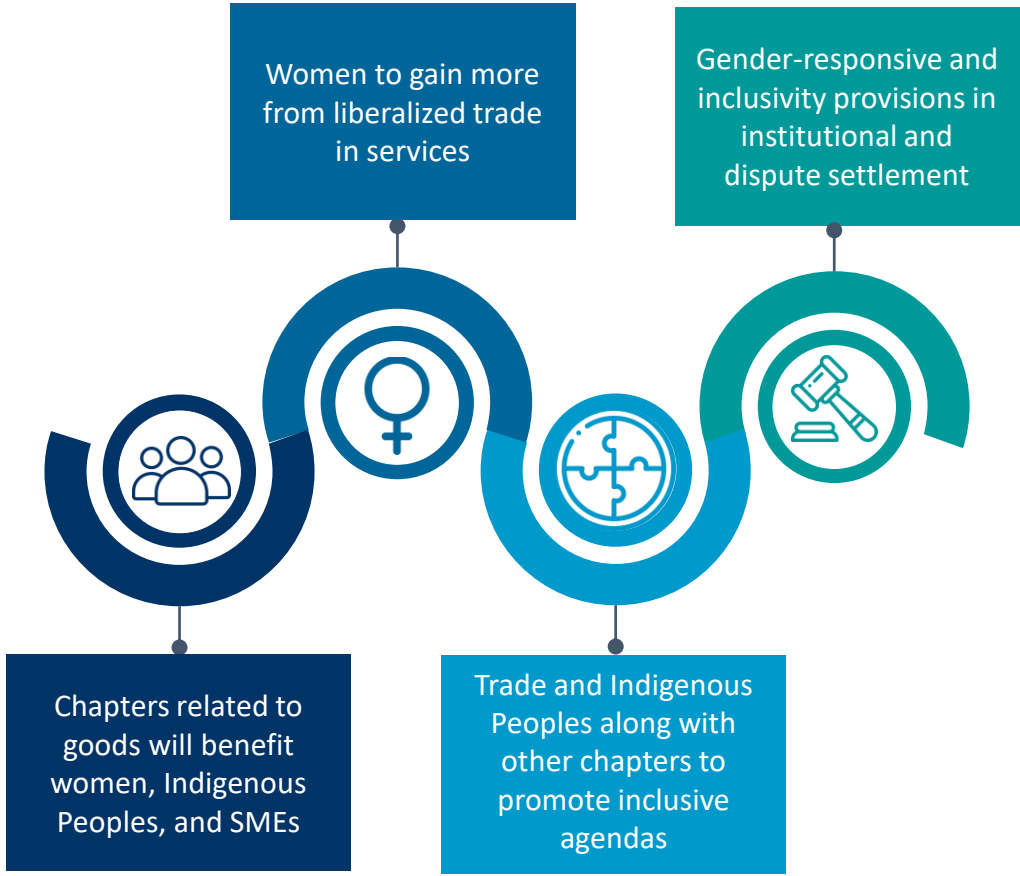 Women to gain more
from liberalized trade
in services
Gender-responsive and
inclusivity provisions in
institutional and
dispute settlement
Chapters related to
goods will benefit
women, Indigenous
Peoples, and SMEs
Trade and Indigenous
Peoples along with
other chapters to
promote inclusive
agendas